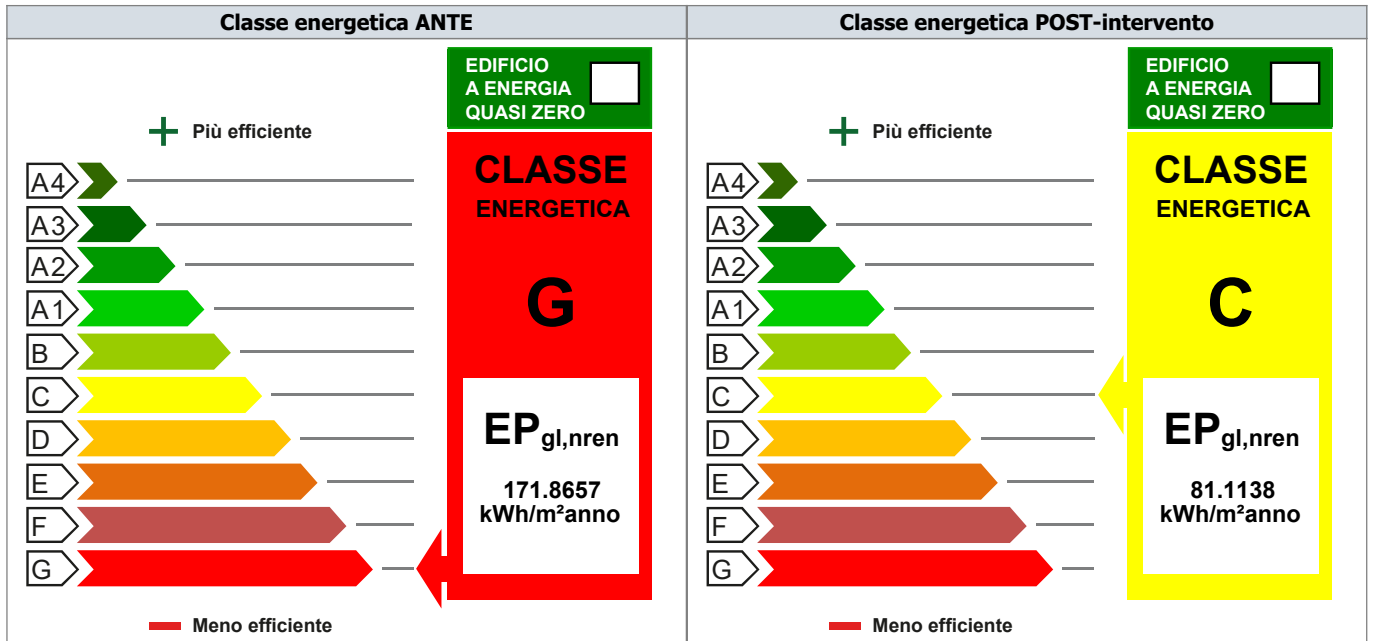 Classe energetica ANTE
EDIFICIO
A ENERGIA
QUASI ZERO
Più efficiente
CLASSE
ENERGETICA
A4
A3
A2
A1
B
C
D
E
F
G
G
EPgl,nren
171.8657
kWh/m²anno
Meno efficiente
Classe energetica POST-intervento
EDIFICIO
A ENERGIA
QUASI ZERO
Più efficiente
CLASSE
ENERGETICA
A4
A3
A2
A1
B
C
D
E
F
G
C
EPgl,nren
81.1138
kWh/m²anno
Meno efficiente